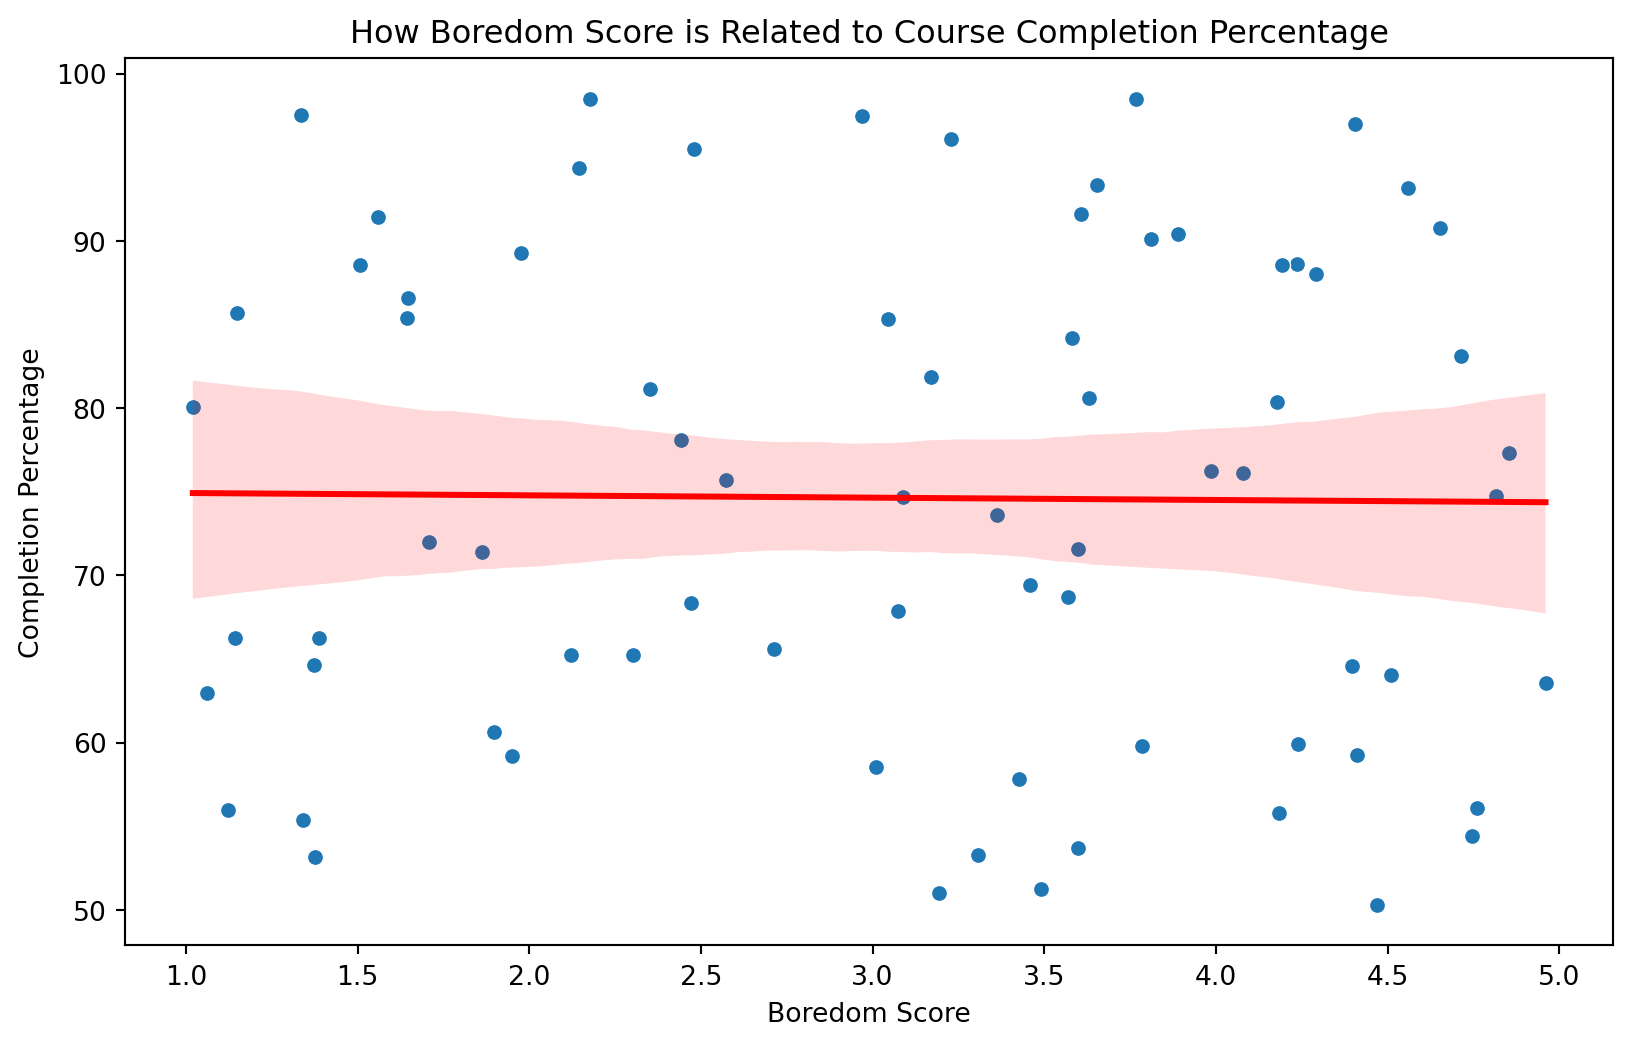 How Boredom Score is Related to Course Completion Percentage
100
90
80
70
60
50
Completion Percentage
1.0 1.5 2.0 2.5 3.0 3.5 4.0 4.5 5.0
Boredom Score